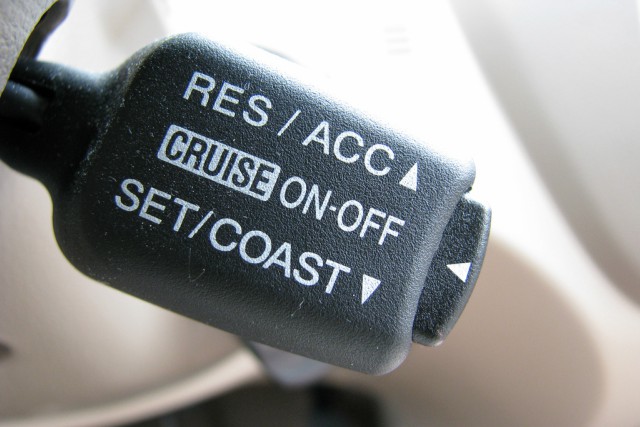 RES / ACC ▲
CRUISE ON-OFF
SET/COAST ▼